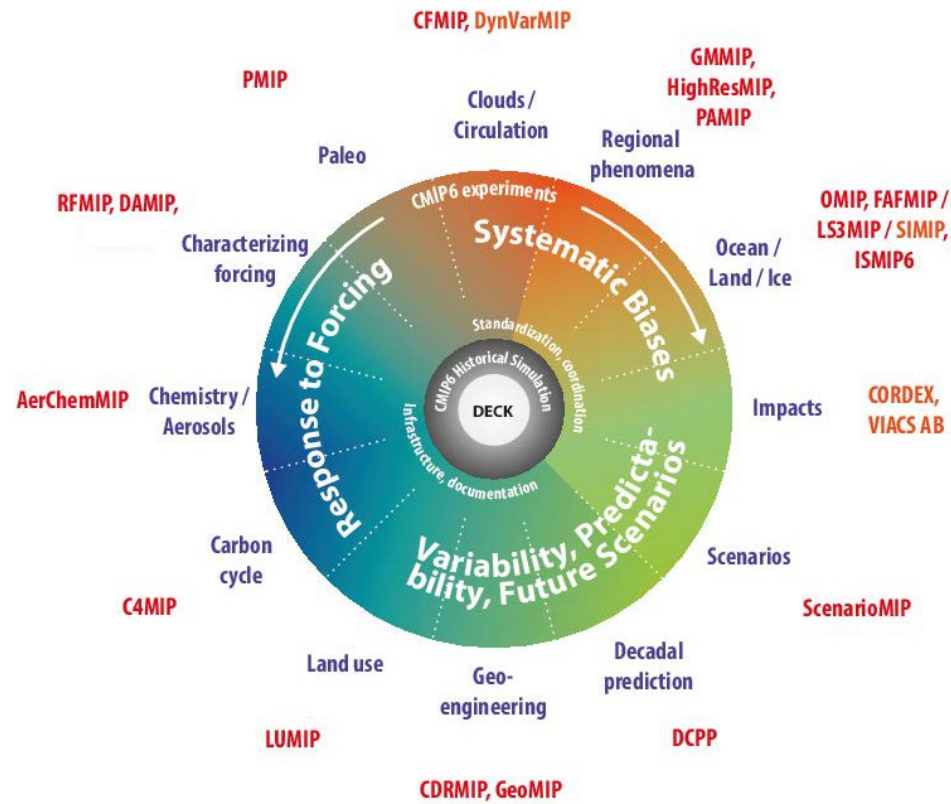 CFMIP, DynVarMIP
PMIP
GMMIP,
HighResMIP,
PAMIP
Clouds /
Circulation
Regional
phenomena
Paleo
CMIP6 experiments
RFMIP, DAMIP,
OMIP, FAFMIP /
LS3MIP / SIMIP,
ISMIP6
Characterizing
forcing
Systematic Biases
Ocean /
Land / Ice
Response to Forcing
Standardization, coordination
CMIP6 Historical Simulation
DECK
Infrastructure, documentation
AerChemMIP
Chemistry /
Aerosols
Impacts
CORDEX,
VIACS AB
Variability, Predicta-
bility, Future Scenarios
Carbon
cycle
Scenarios
C4MIP
ScenarioMIP
Land use
Geo-
engineering
Decadal
prediction
LUMIP
DCPP
CDRMIP, GeoMIP